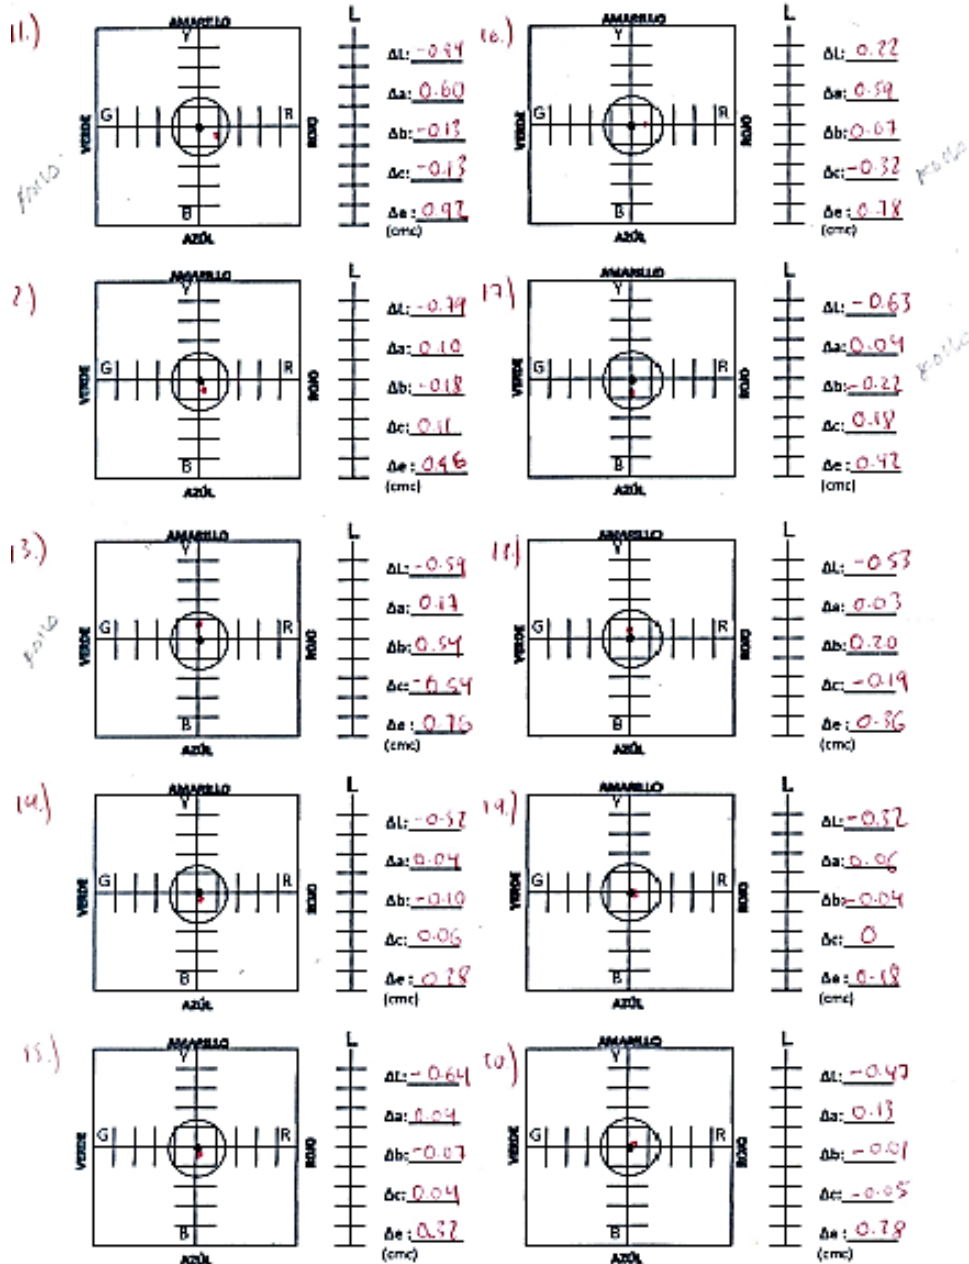 11.)
AMARILLO
Y
G
R
VERDE
ROJO
B
AZÚL
L
ΔL: -0.84
Δa: 0.60
Δb: -0.13
Δc: -0.13
Δe: 0.92
(cmc)
16.)
AMARILLO
Y
G
R
VERDE
ROJO
B
AZÚL
L
ΔL: 0.22
Δa: 0.59
Δb: 0.07
Δc: -0.32
Δe: 0.78
(cmc)
2)
AMARILLO
Y
G
R
VERDE
ROJO
B
AZÚL
L
ΔL: -0.79
Δa: 0.10
Δb: -0.18
Δc: 0.11
Δe: 0.46
(cmc)
17)
AMARILLO
Y
G
R
VERDE
ROJO
B
AZÚL
L
ΔL: -0.63
Δa: 0.04
Δb: -0.22
Δc: 0.18
Δe: 0.42
(cmc)
13.)
AMARILLO
Y
G
R
VERDE
ROJO
B
AZÚL
L
ΔL: -0.59
Δa: 0.17
Δb: 0.54
Δc: -0.54
Δe: 0.76
(cmc)
18.)
AMARILLO
Y
G
R
VERDE
ROJO
B
AZÚL
L
ΔL: -0.53
Δa: 0.03
Δb: 0.20
Δc: -0.19
Δe: 0.36
(cmc)
14.)
AMARILLO
Y
G
R
VERDE
ROJO
B
AZÚL
L
ΔL: -0.52
Δa: 0.04
Δb: -0.10
Δc: 0.06
Δe: 0.28
(cmc)
19.)
AMARILLO
Y
G
R
VERDE
ROJO
B
AZÚL
L
ΔL: -0.32
Δa: 0.06
Δb: -0.04
Δc: 0
Δe: 0.18
(cmc)
15.)
AMARILLO
Y
G
R
VERDE
ROJO
B
AZÚL
L
ΔL: -0.64
Δa: 0.04
Δb: -0.07
Δc: 0.04
Δe: 0.32
(cmc)
20.)
AMARILLO
Y
G
R
VERDE
ROJO
B
AZÚL
L
ΔL: -0.47
Δa: 0.13
Δb: -0.01
Δc: -0.05
Δe: 0.28
(cmc)